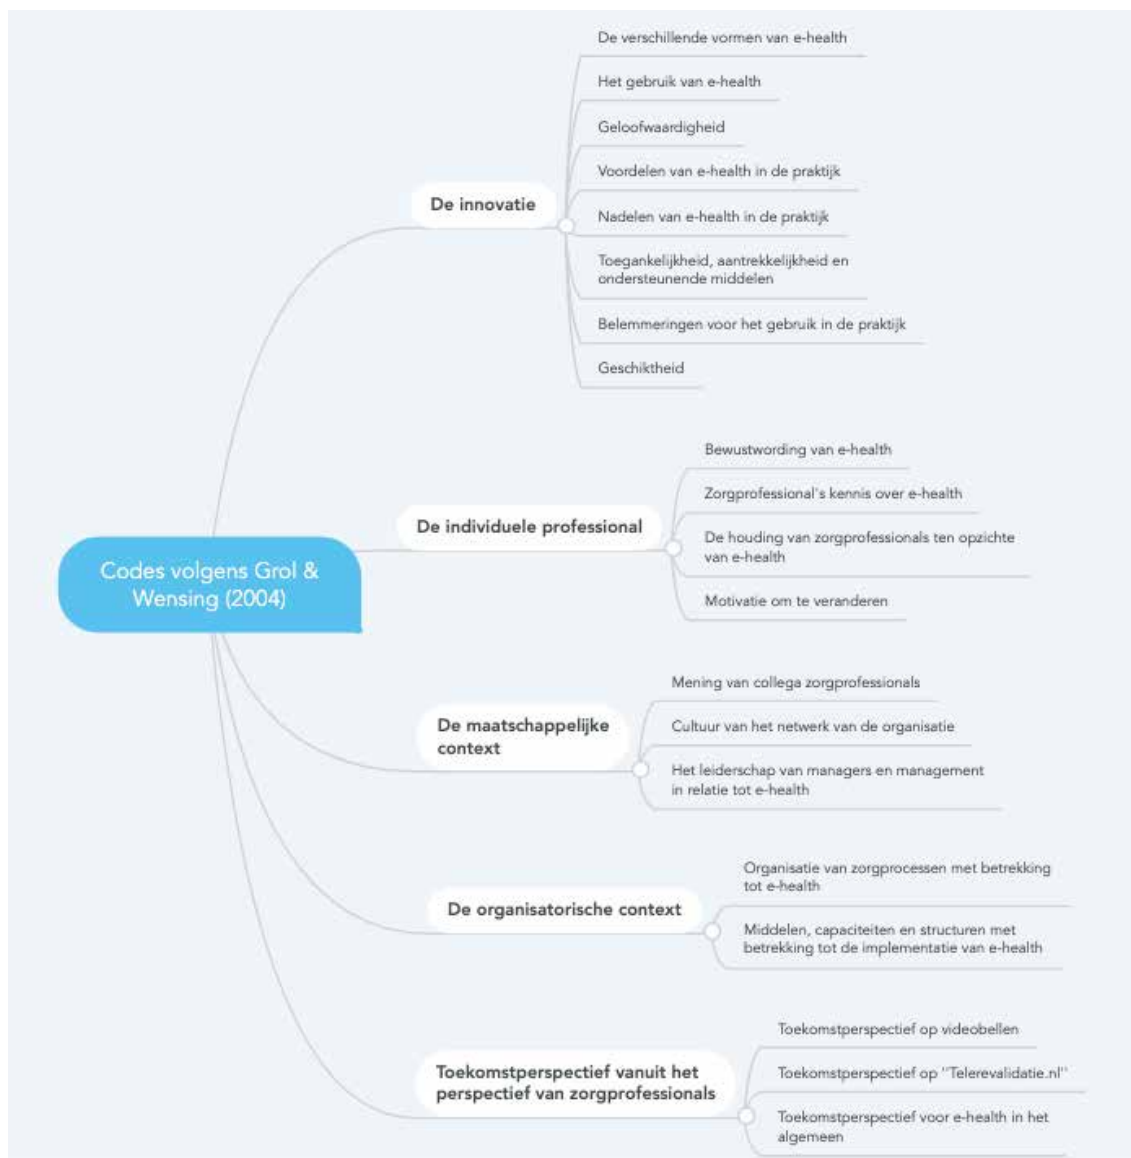 De verschillende vormen van e-health
Het gebruik van e-health
Geloofwaardigheid
Voordelen van e-health in de praktijk
De innovatie
Nadelen van e-health in de praktijk
Toegankelijkheid, aantrekkelijkheid en
ondersteunende middelen
Belemmeringen voor het gebruik in de praktijk
Geschiktheid
Bewustwording van e-health
Zorgprofessional's kennis over e-health
De individuele professional
De houding van zorgprofessionals ten opzichte
van e-health
Motivatie om te veranderen
Codes volgens Grol &
Wensing (2004)
Mening van collega zorgprofessionals
De maatschappelijke
context
Cultuur van het netwerk van de organisatie
Het leiderschap van managers en management
in relatie tot e-health
Organisatie van zorgprocessen met betrekking
tot e-health
De organisatorische context
Middelen, capaciteiten en structuren met
betrekking tot de implementatie van e-health
Toekomstperspectief op videobellen
Toekomstperspectief vanuit het
perspectief van zorgprofessionals
Toekomstperspectief op "Telerevalidatie.nl"
Toekomstperspectief voor e-health in het
algemeen